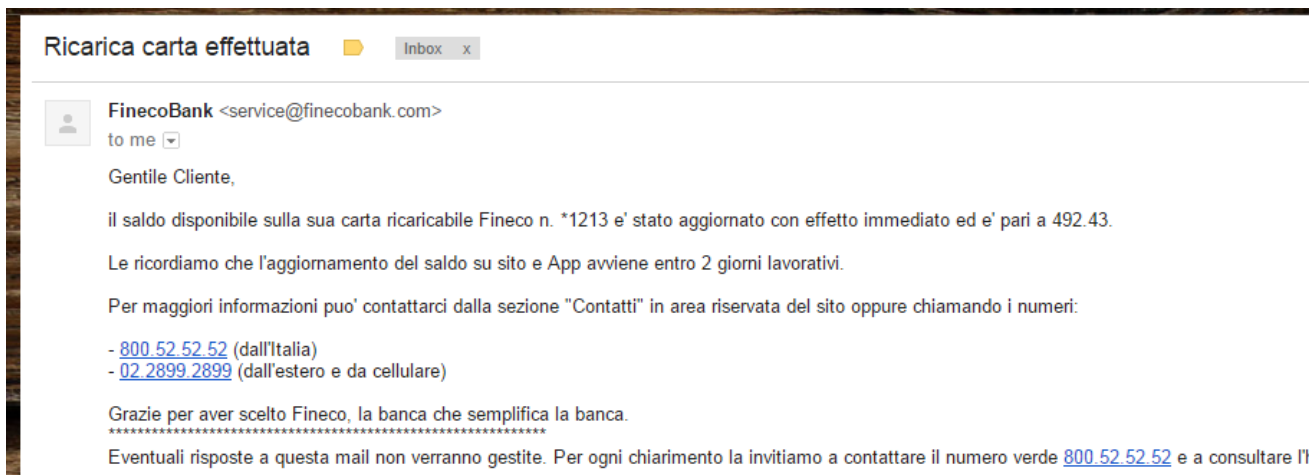 Ricarica carta effettuata
Inbox x
FinecoBank <service@finecobank.com>
to me
Gentile Cliente,
il saldo disponibile sulla sua carta ricaricabile Fineco n. *1213 e' stato aggiornato con effetto immediato ed e' pari a 492.43.
Le ricordiamo che l'aggiornamento del saldo su sito e App avviene entro 2 giorni lavorativi.
Per maggiori informazioni puo' contattarci dalla sezione "Contatti" in area riservata del sito oppure chiamando i numeri:
- 800.52.52.52 (dall'Italia)
- 02.2899.2899 (dall'estero e da cellulare)
Grazie per aver scelto Fineco, la banca che semplifica la banca.
*************************************************************
Eventuali risposte a questa mail non verranno gestite. Per ogni chiarimento la invitiamo a contattare il numero verde 800.52.52.52 e a consultare